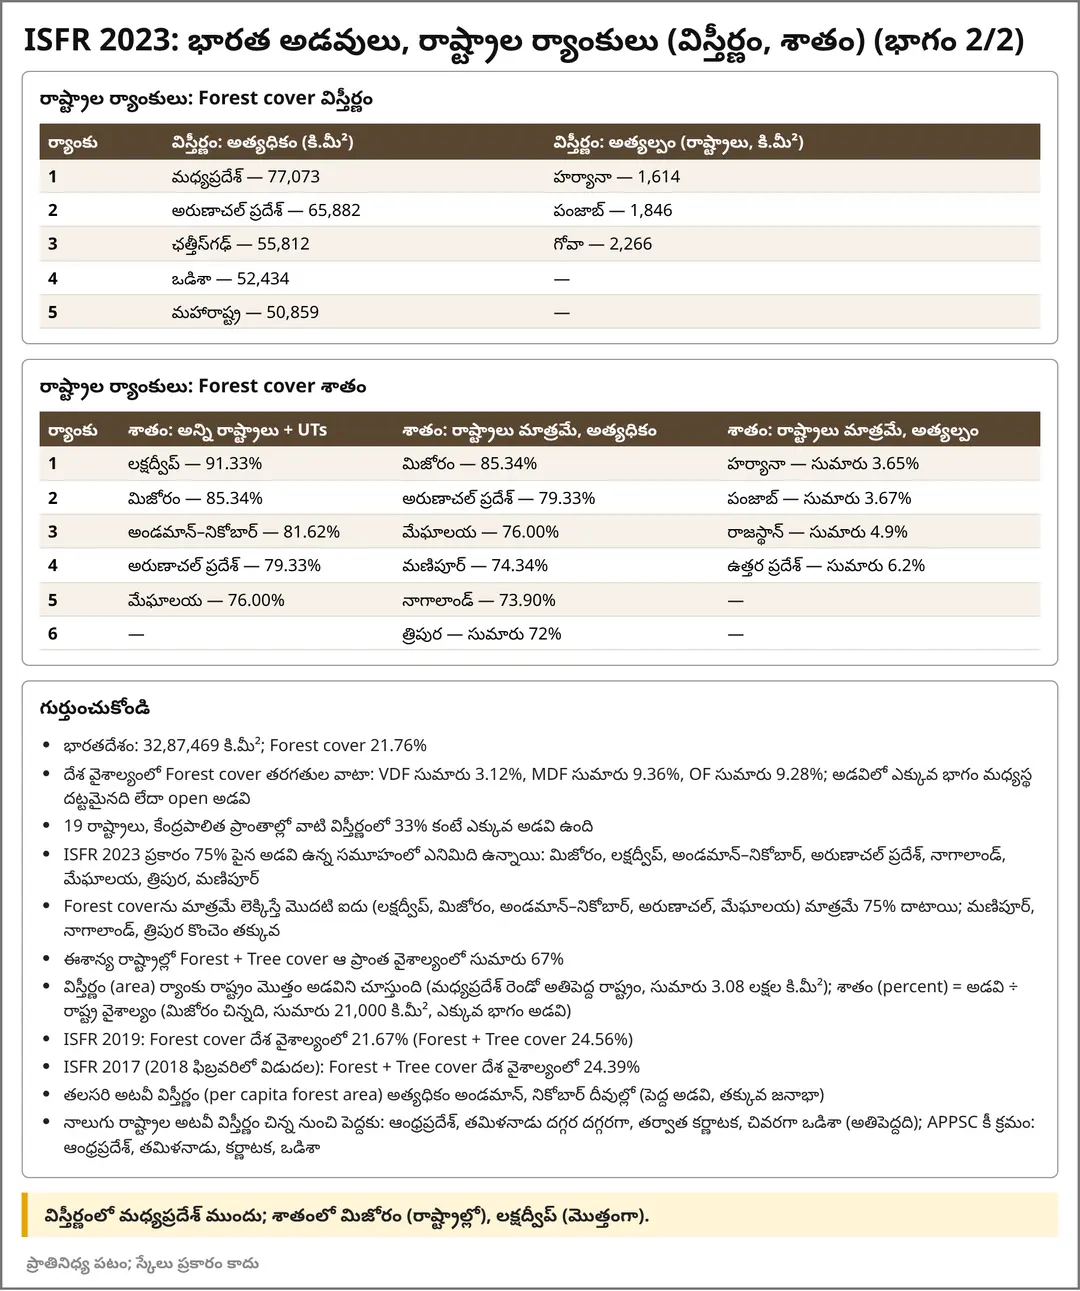 ISFR 2023: భారత అడవులు, రాష్ట్రాల ర్యాంకులు (విస్తీర్ణం, శాతం) (భాగం 2/2)
రాష్ట్రాల ర్యాంకులు: Forest cover విస్తీర్ణం
ర్యాంకు విస్తీర్ణం: అత్యధికం (కి.మీ²) విస్తీర్ణం: అత్యల్పం (రాష్ట్రాలు, కి.మీ²)
1 మధ్యప్రదేశ్ — 77,073 హర్యానా — 1,614
2 అరుణాచల్ ప్రదేశ్ — 65,882 పంజాబ్ — 1,846
3 ఛత్తీస్‌గఢ్ — 55,812 గోవా — 2,266
4 ఒడిశా — 52,434 —
5 మహారాష్ట్ర — 50,859 —
రాష్ట్రాల ర్యాంకులు: Forest cover శాతం
ర్యాంకు శాతం: అన్ని రాష్ట్రాలు + UTs శాతం: రాష్ట్రాలు మాత్రమే, అత్యధికం శాతం: రాష్ట్రాలు మాత్రమే, అత్యల్పం
1 లక్షద్వీప్ — 91.33% మిజోరం — 85.34% హర్యానా — సుమారు 3.65%
2 మిజోరం — 85.34% అరుణాచల్ ప్రదేశ్ — 79.33% పంజాబ్ — సుమారు 3.67%
3 అండమాన్–నికోబార్ — 81.62% మేఘాలయ — 76.00% రాజస్థాన్ — సుమారు 4.9%
4 అరుణాచల్ ప్రదేశ్ — 79.33% మణిపూర్ — 74.34% ఉత్తర ప్రదేశ్ — సుమారు 6.2%
5 మేఘాలయ — 76.00% నాగాలాండ్ — 73.90% —
6 — త్రిపుర — సుమారు 72% —
గుర్తుంచుకోండి
• భారతదేశం: 32,87,469 కి.మీ²; Forest cover 21.76%
• దేశ వైశాల్యంలో Forest cover తరగతుల వాటా: VDF సుమారు 3.12%, MDF సుమారు 9.36%, OF సుమారు 9.28%; అడవిలో ఎక్కువ భాగం మధ్యస్థ
దట్టమైనది లేదా open అడవి
• 19 రాష్ట్రాలు, కేంద్రపాలిత ప్రాంతాల్లో వాటి విస్తీర్ణంలో 33% కంటే ఎక్కువ అడవి ఉంది
• ISFR 2023 ప్రకారం 75% పైన అడవి ఉన్న సమూహంలో ఎనిమిది ఉన్నాయి: మిజోరం, లక్షద్వీప్, అండమాన్–నికోబార్, అరుణాచల్ ప్రదేశ్, నాగాలాండ్,
మేఘాలయ, త్రిపుర, మణిపూర్
• Forest coverను మాత్రమే లెక్కిస్తే మొదటి ఐదు (లక్షద్వీప్, మిజోరం, అండమాన్–నికోబార్, అరుణాచల్, మేఘాలయ) మాత్రమే 75% దాటాయి; మణిపూర్,
నాగాలాండ్, త్రిపుర కొంచెం తక్కువ
• ఈశాన్య రాష్ట్రాల్లో Forest + Tree cover ఆ ప్రాంత వైశాల్యంలో సుమారు 67%
• విస్తీర్ణం (area) ర్యాంకు రాష్ట్రం మొత్తం అడవిని చూస్తుంది (మధ్యప్రదేశ్ రెండో అతిపెద్ద రాష్ట్రం, సుమారు 3.08 లక్షల కి.మీ²); శాతం (percent) = అడవి ÷
రాష్ట్ర వైశాల్యం (మిజోరం చిన్నది, సుమారు 21,000 కి.మీ², ఎక్కువ భాగం అడవి)
• ISFR 2019: Forest cover దేశ వైశాల్యంలో 21.67% (Forest + Tree cover 24.56%)
• ISFR 2017 (2018 ఫిబ్రవరిలో విడుదల): Forest + Tree cover దేశ వైశాల్యంలో 24.39%
• తలసరి అటవీ విస్తీర్ణం (per capita forest area) అత్యధికం అండమాన్, నికోబార్ దీవుల్లో (పెద్ద అడవి, తక్కువ జనాభా)
• నాలుగు రాష్ట్రాల అటవీ విస్తీర్ణం చిన్న నుంచి పెద్దకు: ఆంధ్రప్రదేశ్, తమిళనాడు దగ్గర దగ్గరగా, తర్వాత కర్ణాటక, చివరగా ఒడిశా (అతిపెద్దది); APPSC కీ క్రమం:
ఆంధ్రప్రదేశ్, తమిళనాడు, కర్ణాటక, ఒడిశా
విస్తీర్ణంలో మధ్యప్రదేశ్ ముందు; శాతంలో మిజోరం (రాష్ట్రాల్లో), లక్షద్వీప్ (మొత్తంగా).
ప్రాతినిధ్య పటం; స్కేలు ప్రకారం కాదు